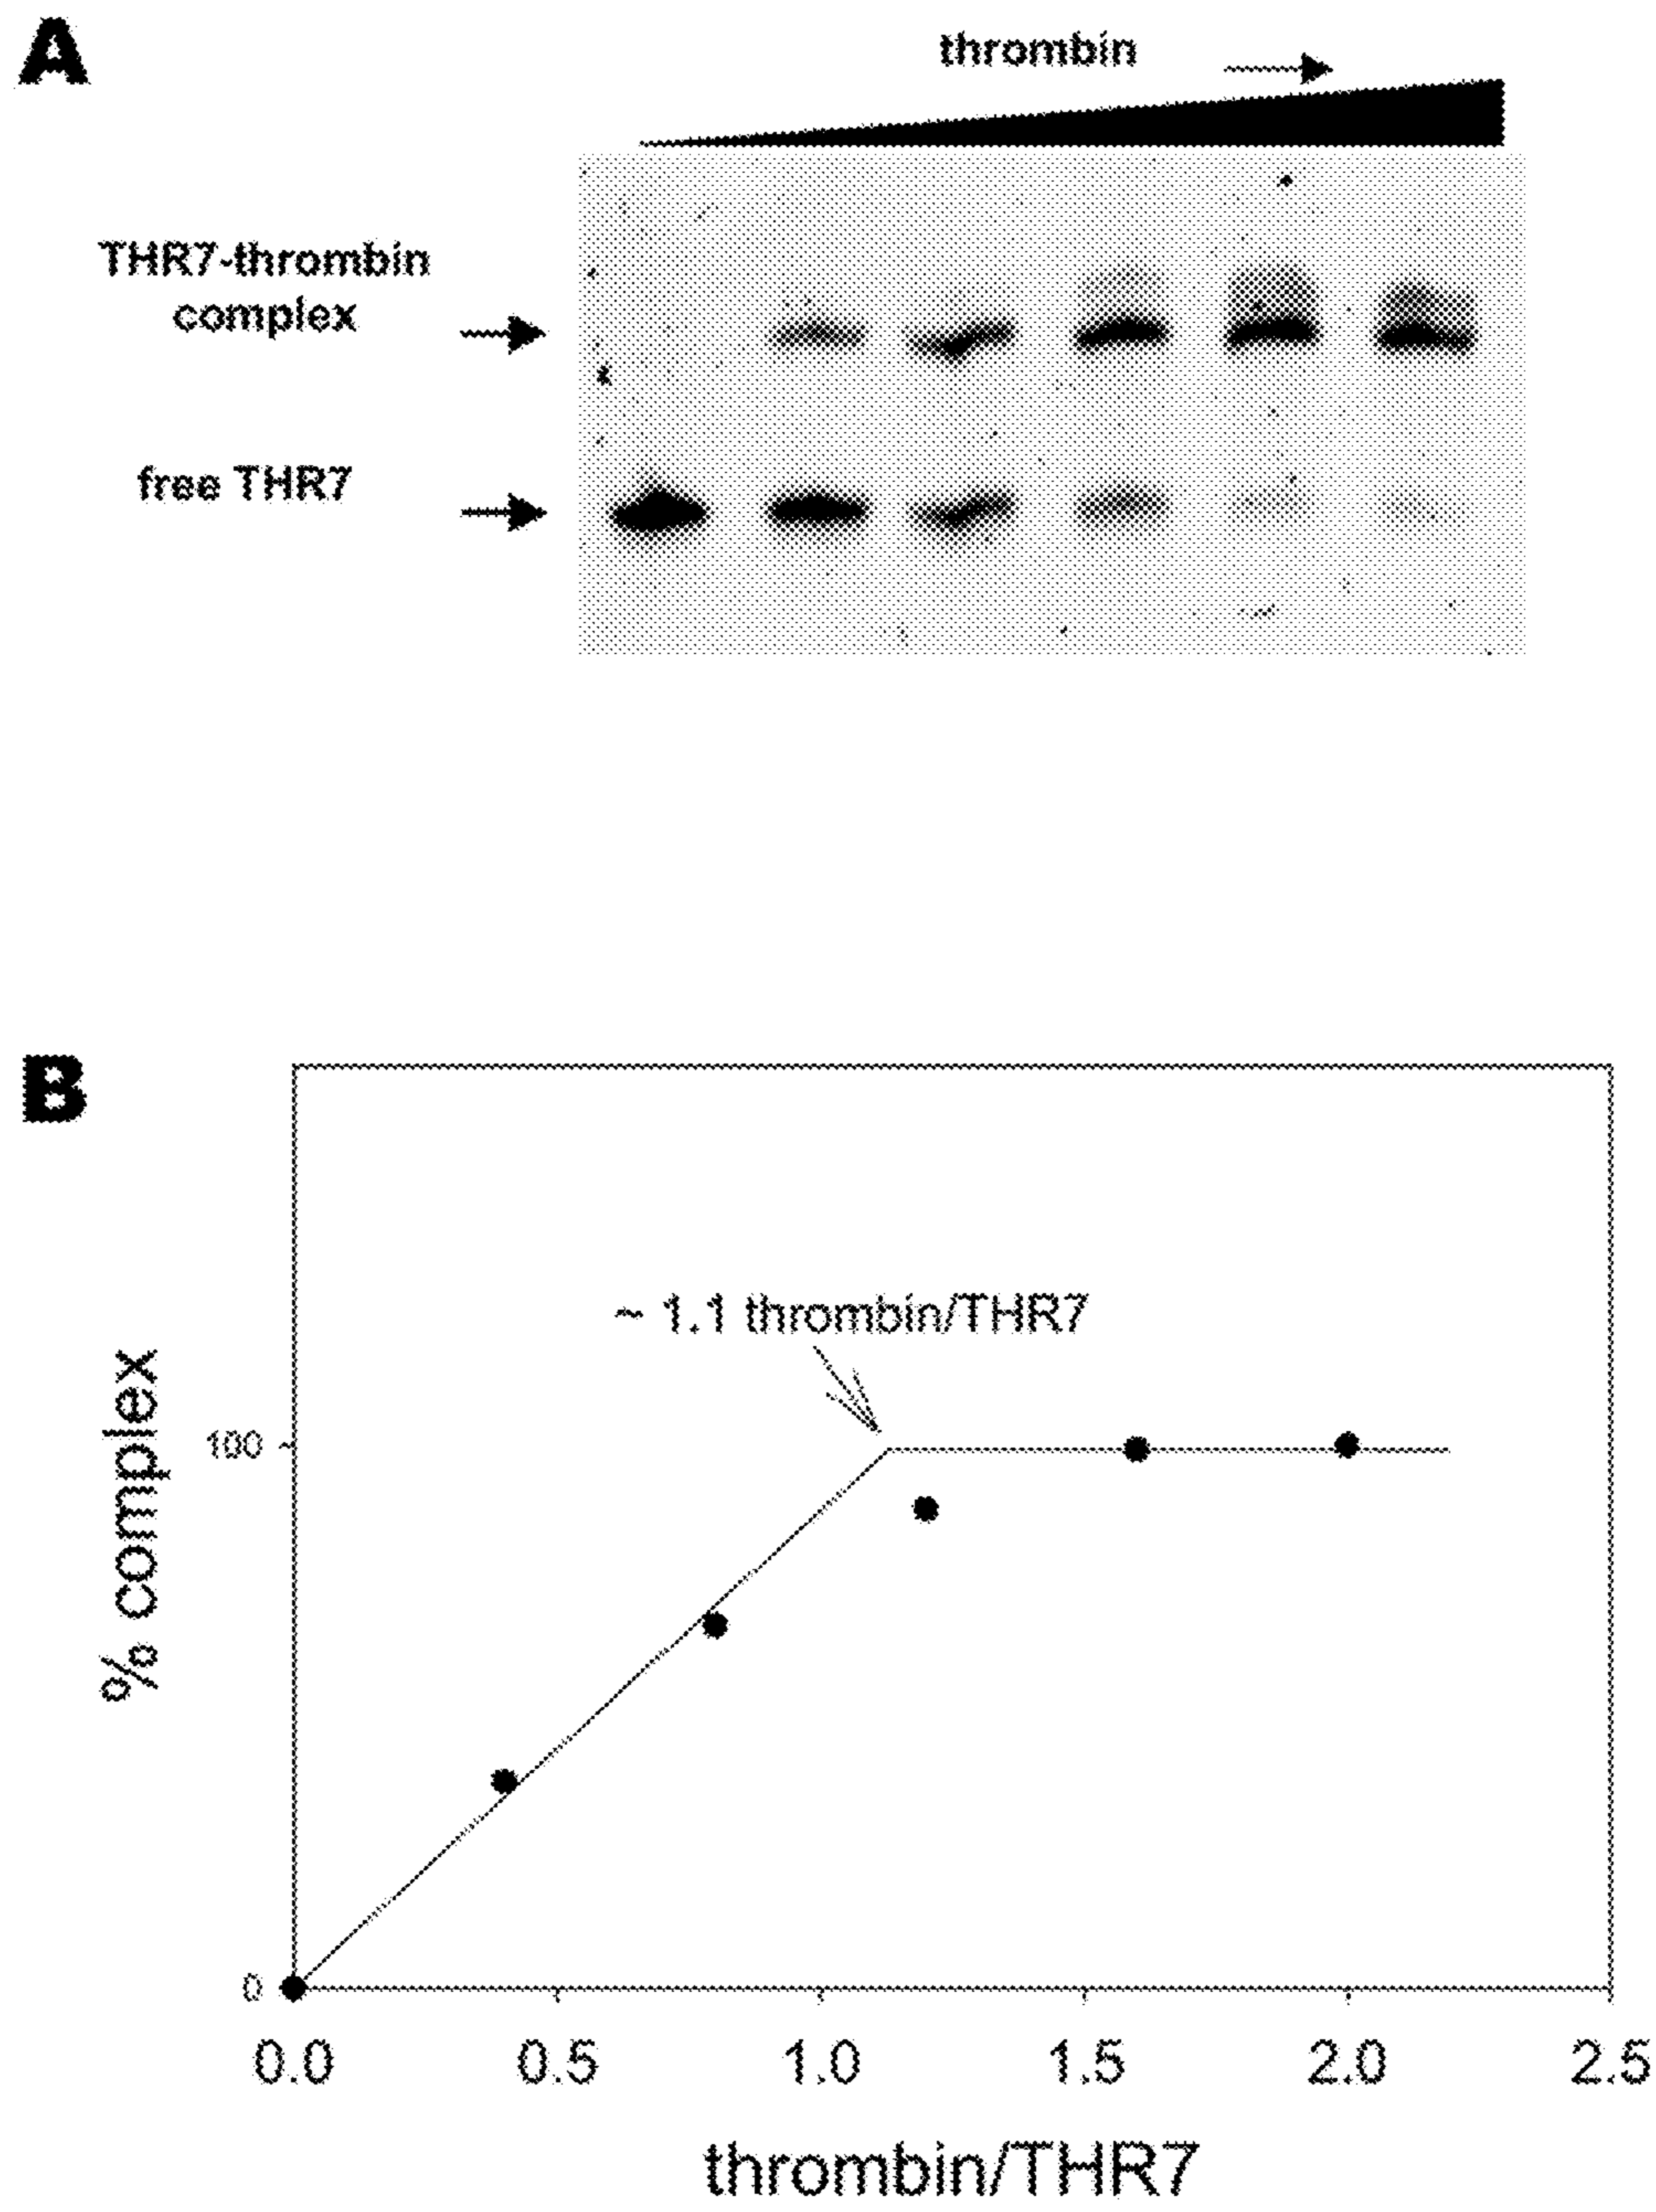 A
thrombin
THR7-thrombin
complex
free THR7
B
~ 1.1 thrombin/THR7
% complex
100
0
0.0 0.5 1.0 1.5 2.0 2.5
thrombin/THR7